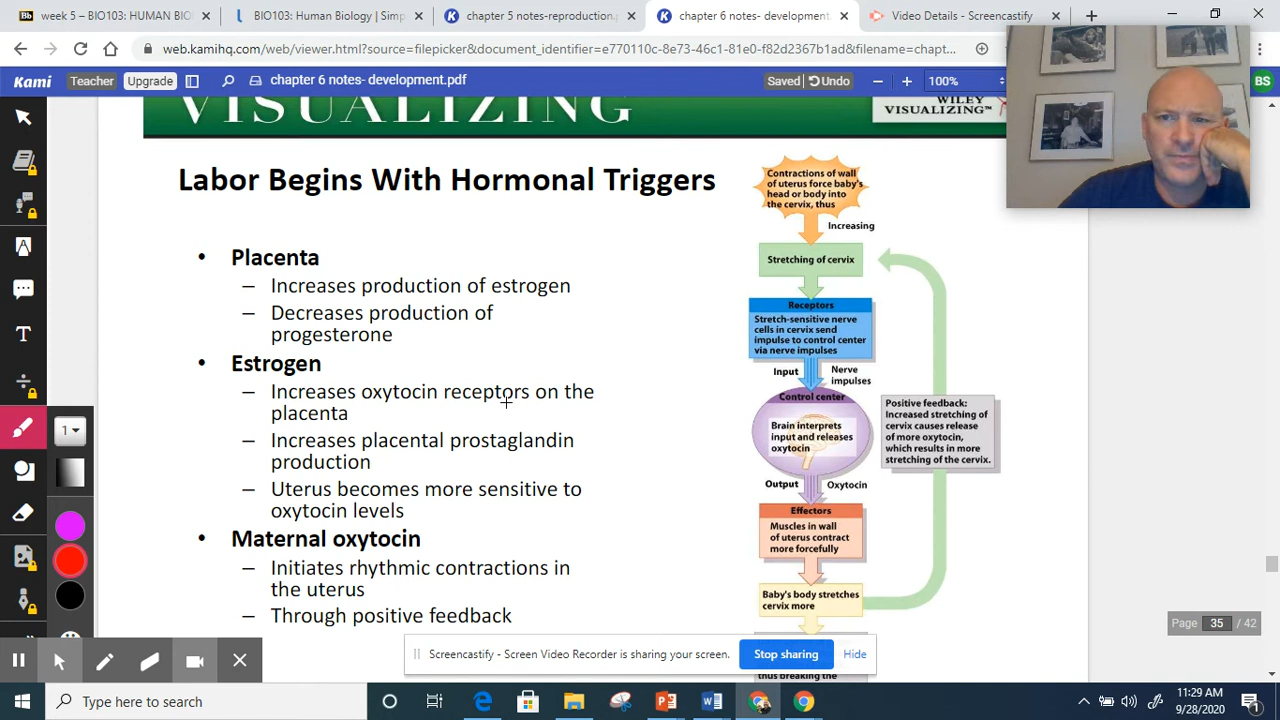 week 5 – BIO103: HUMAN BIO
BIO103: Human Biology | Simp
chapter 5 notes-reproduction.p
chapter 6 notes- development
Video Details - Screencastify
web.kamihq.com/web/viewer.html?source=filepicker&document_identifier=e770110c-8e73-46c1-81e0-f82d2367b1ad&filename=chapt...
Kami Teacher Upgrade chapter 6 notes- development.pdf Saved Undo 100% BS
VISUALIZING
WILEY
VISUALIZING™
Labor Begins With Hormonal Triggers
• Placenta
– Increases production of estrogen
– Decreases production of
progesterone
• Estrogen
– Increases oxytocin receptors on the
placenta
– Increases placental prostaglandin
production
– Uterus becomes more sensitive to
oxytocin levels
• Maternal oxytocin
– Initiates rhythmic contractions in
the uterus
– Through positive feedback
Contractions of wall
of uterus force baby's
head or body into
the cervix, thus
Increasing
Stretching of cervix
Receptors
Stretch-sensitive nerve
cells in cervix send
impulse to control center
via nerve impulses
Input
Nerve
impulses
Control center
Brain interprets
input and releases
oxytocin
Output
Oxytocin
Effectors
Muscles in wall
of uterus contract
more forcefully
Baby's body stretches
cervix more
thus breaking the
Positive feedback:
Increased stretching of
cervix causes release
of more oxytocin,
which results in more
stretching of the cervix.
1
Page 35 / 42
Screencastify - Screen Video Recorder is sharing your screen. Stop sharing Hide
Type here to search
11:29 AM
9/28/2020